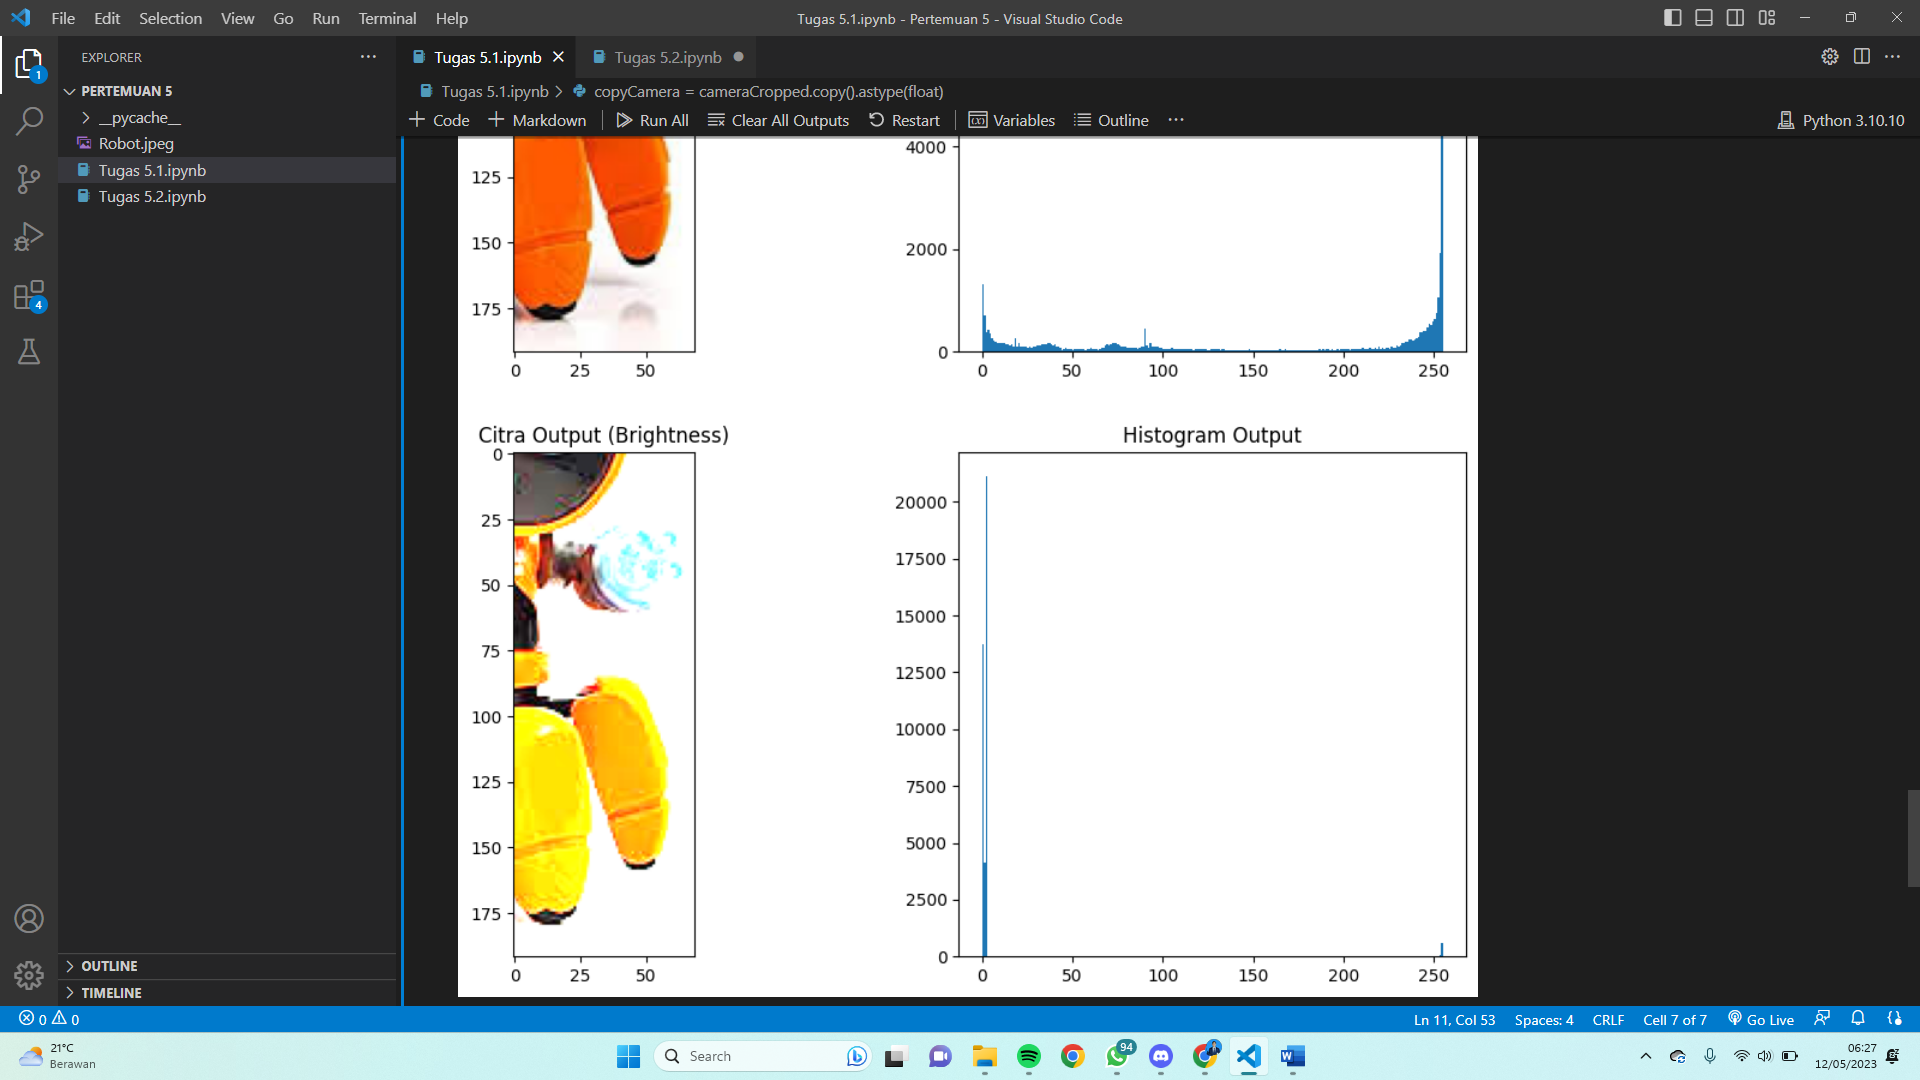 File Edit Selection View Go Run Terminal Help
Tugas 5.1.ipynb - Pertemuan 5 - Visual Studio Code
EXPLORER
Tugas 5.1.ipynb
Tugas 5.2.ipynb
PERTEMUAN 5
__pycache__
Robot.jpeg
Tugas 5.1.ipynb
Tugas 5.2.ipynb
Tugas 5.1.ipynb > copyCamera = cameraCropped.copy().astype(float)
Code Markdown Run All Clear All Outputs Restart Variables Outline
Python 3.10.10
1
4
125
150
175
0 25 50
4000
2000
0
0 50 100 150 200 250
Citra Output (Brightness)
0
25
50
75
100
125
150
175
0 25 50
Histogram Output
20000
17500
15000
12500
10000
7500
5000
2500
0
0 50 100 150 200 250
OUTLINE
TIMELINE
0 0
Ln 11, Col 53 Spaces: 4 CRLF Cell 7 of 7 Go Live
21°C
Berawan
Search
94
06:27
12/05/2023